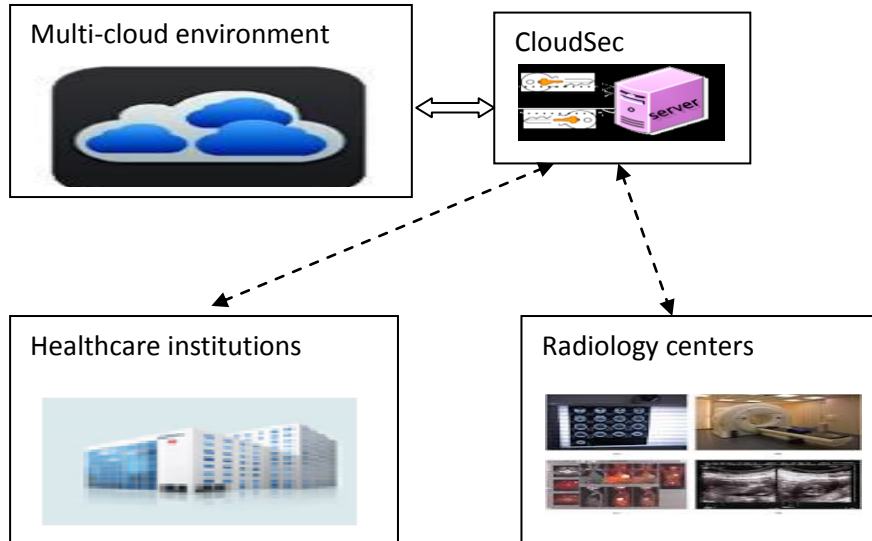 Multi-cloud environment
CloudSec
server
Healthcare institutions
Radiology centers